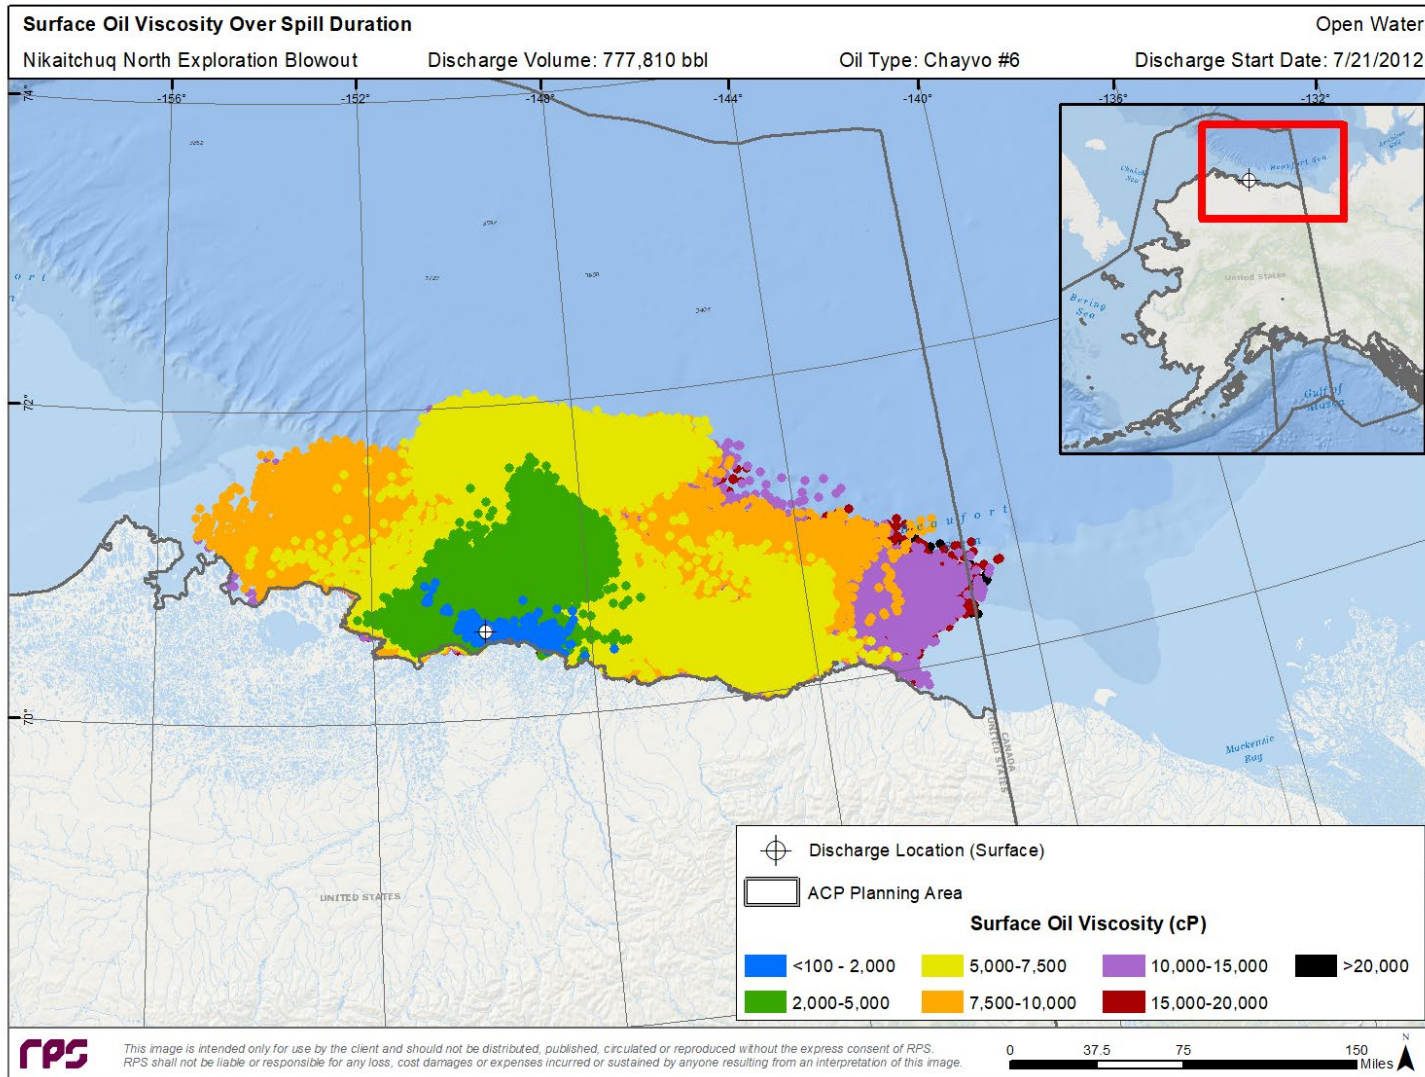 Surface Oil Viscosity Over Spill Duration
Open Water
Nikaitchuq North Exploration Blowout
Discharge Volume: 777,810 bbl
Oil Type: Chayvo #6
Discharge Start Date: 7/21/2012
74°
-156°
-152°
-148°
-144°
-140°
-136°
-132°
Beaufort Sea
Chukchi Sea
United States
Bering Sea
Gulf of Alaska
ort
72°
Beaufort
70°
Mackenzie Bay
CANADA
UNITED STATES
UNITED STATES
Discharge Location (Surface)
ACP Planning Area
Surface Oil Viscosity (cP)
<100 - 2,000
5,000-7,500
10,000-15,000
>20,000
2,000-5,000
7,500-10,000
15,000-20,000
rps
This image is intended only for use by the client and should not be distributed, published, circulated or reproduced without the express consent of RPS.
RPS shall not be liable or responsible for any loss, cost damages or expenses incurred or sustained by anyone resulting from an interpretation of this image.
0 37.5 75 150
Miles
N